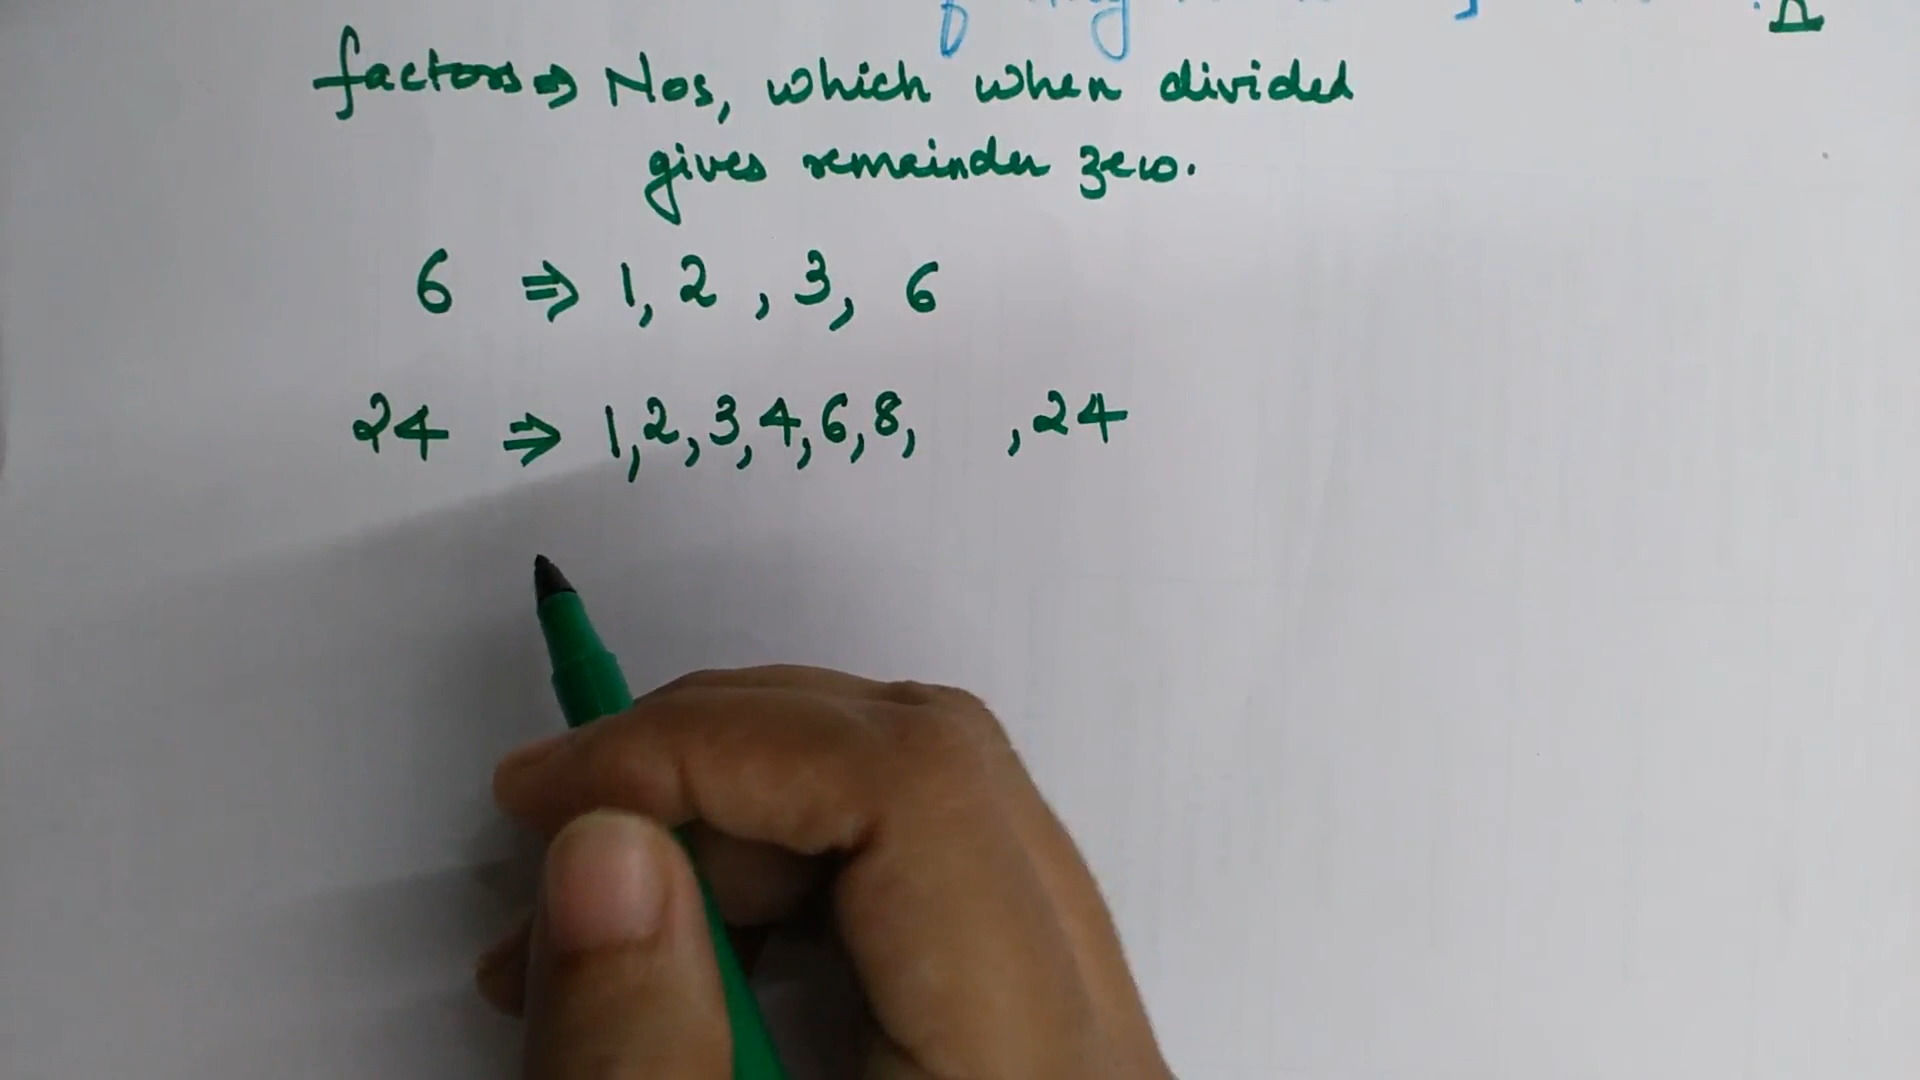 factors ⇒ Nos, which when divided
gives remainder zero.
6 ⇒ 1, 2 , 3, 6
24 ⇒ 1,2,3,4,6,8, ,24